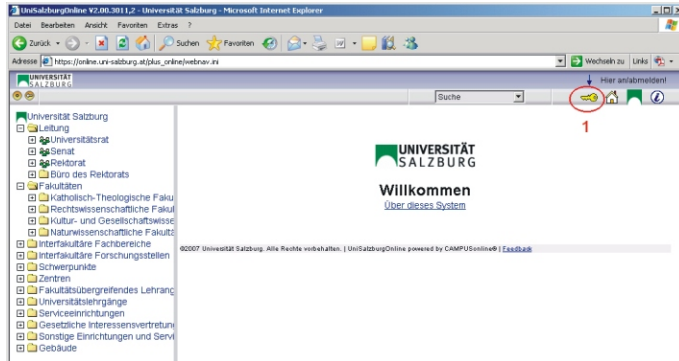 UniSalzburgOnline V2.00.3011,2 - Universität Salzburg - Microsoft Internet Explorer
Datei Bearbeiten Ansicht Favoriten Extras ?
Zurück Suchen Favoriten
Adresse https://online.uni-salzburg.at/plus_online/webnav.ini Wechseln zu Links
UNIVERSITÄT
SALZBURG
Hier an/abmelden!
Suche
1
Universität Salzburg
Leitung
Universitätsrat
Senat
Rektorat
Büro des Rektorats
Fakultäten
Katholisch-Theologische Faku
Rechtswissenschaftliche Fakul
Kultur- und Gesellschaftswisse
Naturwissenschaftliche Fakultä
Interfakultäre Fachbereiche
Interfakultäre Forschungsstellen
Schwerpunkte
Zentren
Fakultätsübergreifendes Lehrang
Universitätslehrgänge
Serviceeinrichtungen
Gesetzliche Interessensvertretun
Sonstige Einrichtungen und Servi
Gebäude
UNIVERSITÄT
SALZBURG
Willkommen
Über dieses System
©2007 Universität Salzburg. Alle Rechte vorbehalten. | UniSalzburgOnline powered by CAMPUSonline® | Feedback